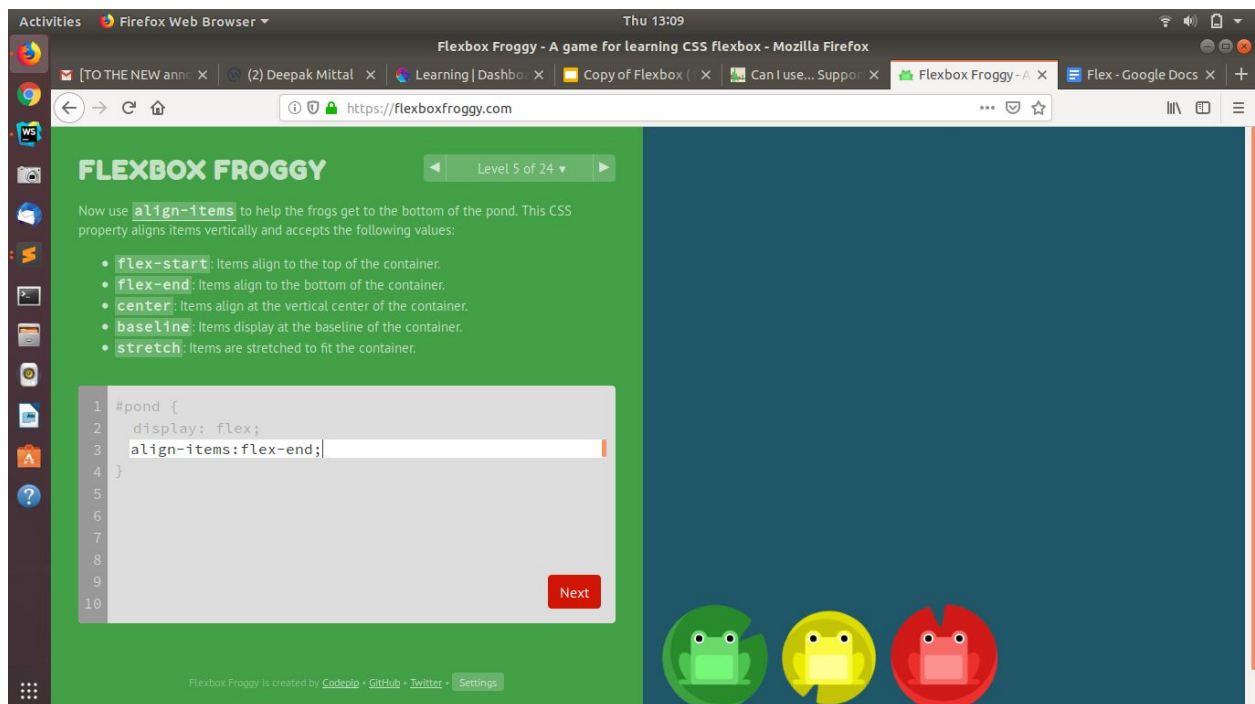 Activities Firefox Web Browser ▾ Thu 13:09
Flexbox Froggy - A game for learning CSS flexbox - Mozilla Firefox
[TO THE NEW anno (2) Deepak Mittal Learning | Dashbo Copy of Flexbox ( Can I use... Suppor Flexbox Froggy - A Flex - Google Docs
https://flexboxfroggy.com
FLEXBOX FROGGY
Level 5 of 24 ▾
Now use align-items to help the frogs get to the bottom of the pond. This CSS
property aligns items vertically and accepts the following values:
• flex-start: Items align to the top of the container.
• flex-end: Items align to the bottom of the container.
• center: Items align at the vertical center of the container.
• baseline: Items display at the baseline of the container.
• stretch: Items are stretched to fit the container.
1 #pond {
2 display: flex;
3 align-items:flex-end;
4 }
5
6
7
8
9
10
Next
Flexbox Froggy is created by Codepip • GitHub • Twitter • Settings
WS